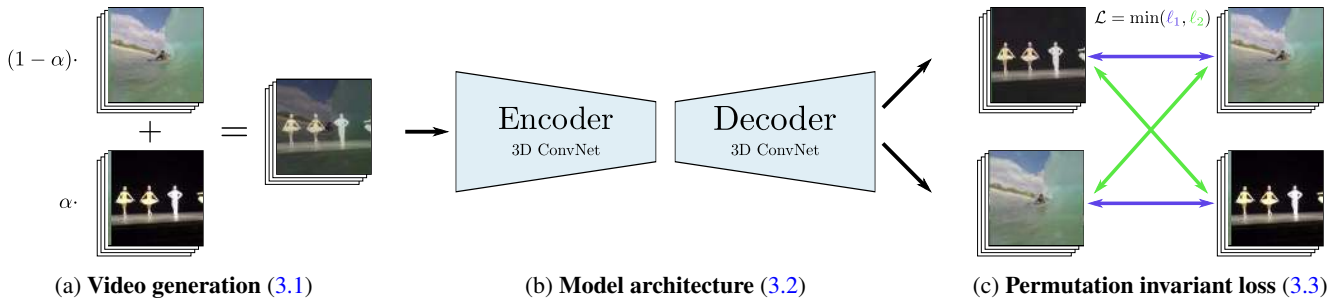 (1 − α)·
+
α·
=
Encoder
3D ConvNet
Decoder
3D ConvNet
ℒ = min(ℓ₁, ℓ₂)
(a) Video generation (3.1)
(b) Model architecture (3.2)
(c) Permutation invariant loss (3.3)